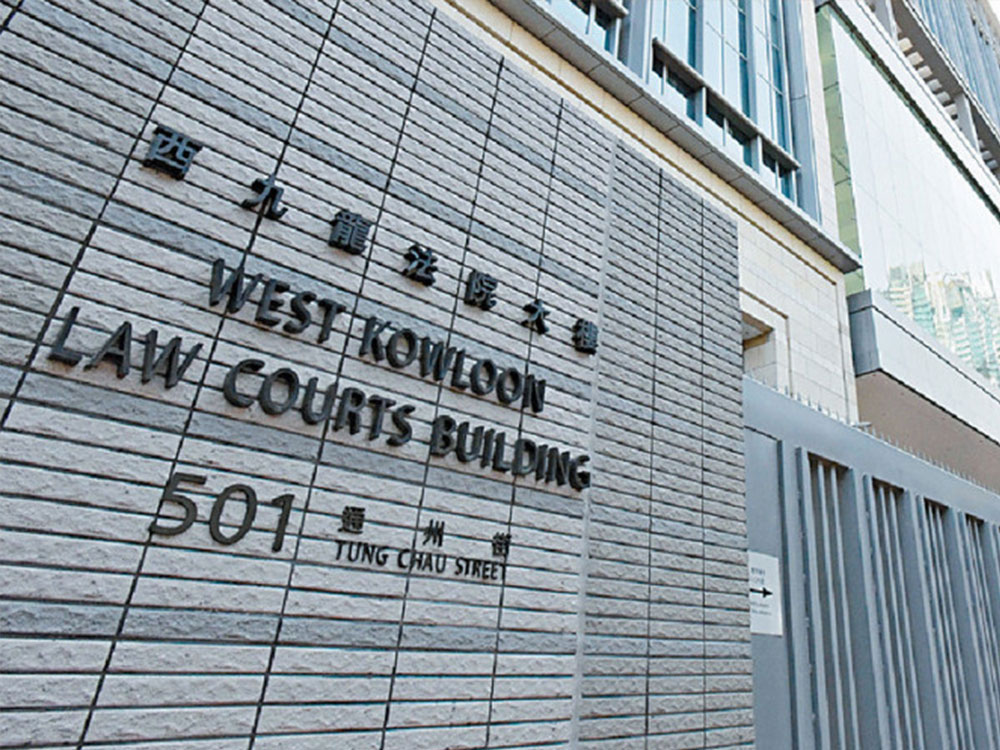 西九龍法院大樓
WEST KOWLOON
LAW COURTS BUILDING
501 通州街
TUNG CHAU STREET